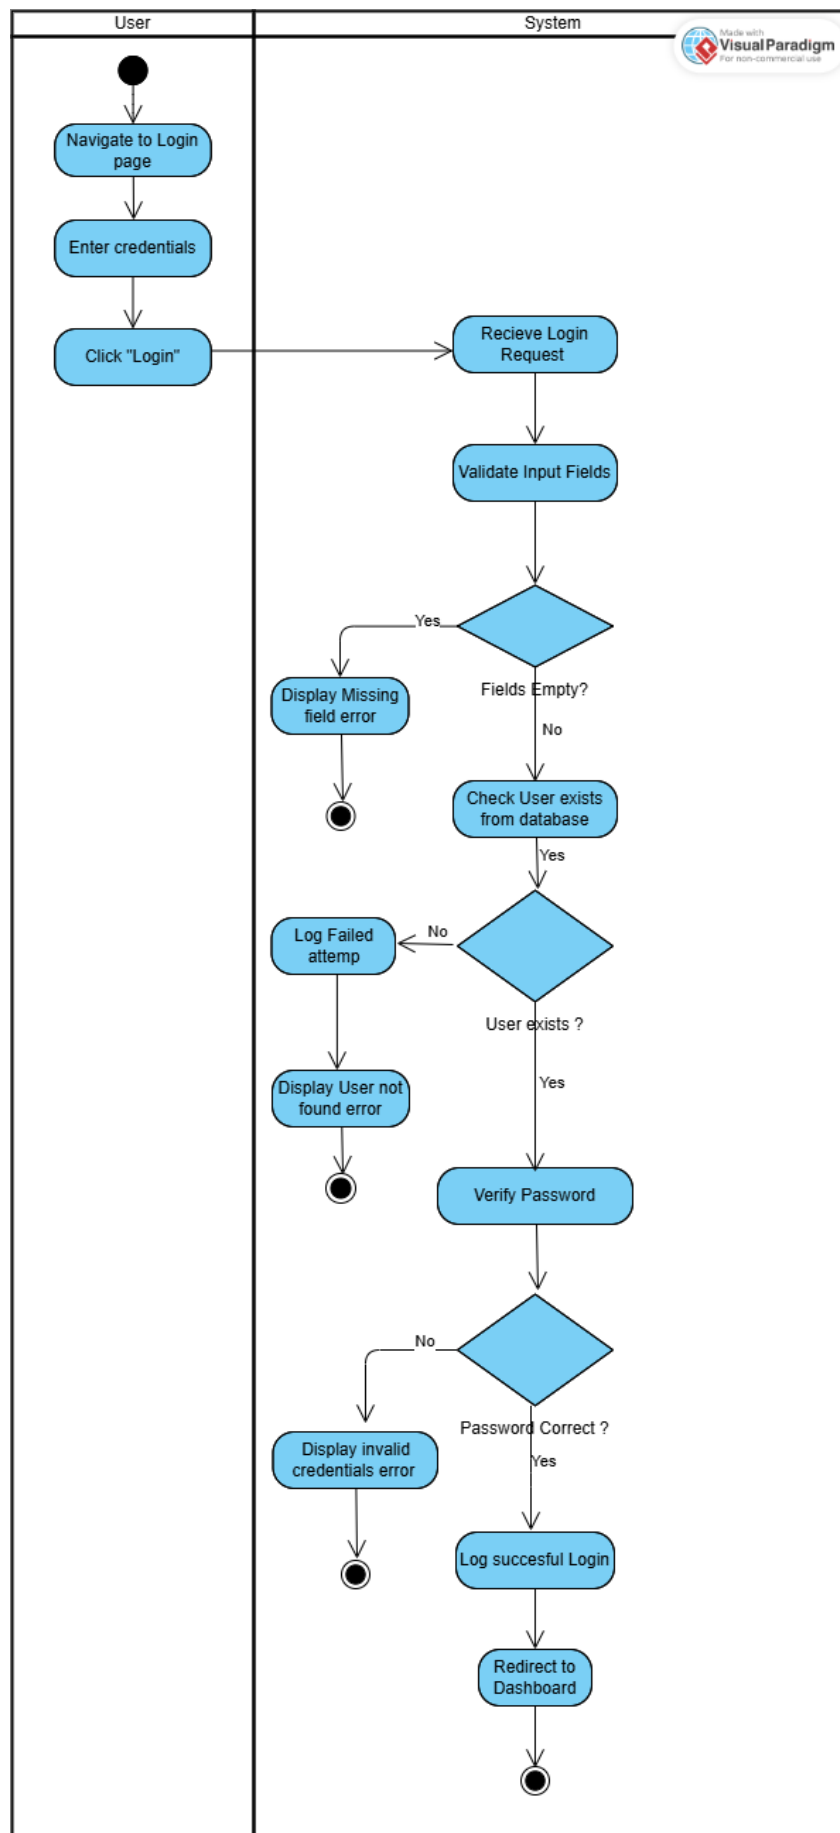 User
System
Made with
Visual Paradigm
For non-commercial use
Navigate to Login
page
Enter credentials
Click "Login"
Recieve Login
Request
Validate Input Fields
Yes
Fields Empty?
Display Missing
field error
No
Check User exists
from database
Yes
No
Log Failed
attemp
User exists ?
Display User not
found error
Yes
Verify Password
No
Password Correct ?
Display invalid
credentials error
Yes
Log succesful Login
Redirect to
Dashboard